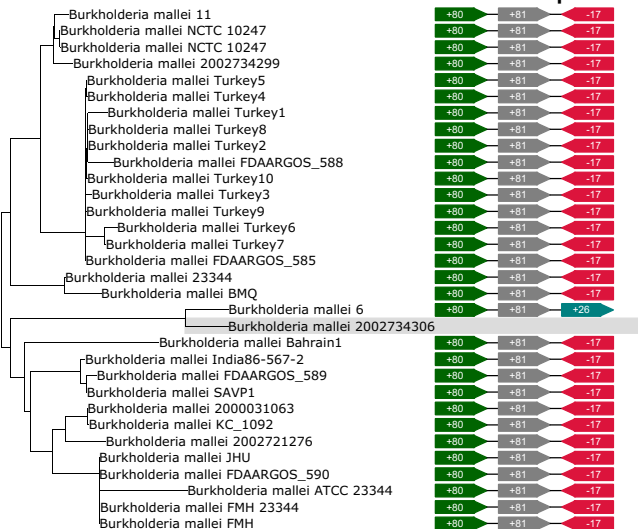 Burkholderia mallei 11 +80 +81 -17
Burkholderia mallei NCTC 10247 +80 +81 -17
Burkholderia mallei NCTC 10247 +80 +81 -17
Burkholderia mallei 2002734299 +80 +81 -17
Burkholderia mallei Turkey5 +80 +81 -17
Burkholderia mallei Turkey4 +80 +81 -17
Burkholderia mallei Turkey1 +80 +81 -17
Burkholderia mallei Turkey8 +80 +81 -17
Burkholderia mallei Turkey2 +80 +81 -17
Burkholderia mallei FDAARGOS_588 +80 +81 -17
Burkholderia mallei Turkey10 +80 +81 -17
Burkholderia mallei Turkey3 +80 +81 -17
Burkholderia mallei Turkey9 +80 +81 -17
Burkholderia mallei Turkey6 +80 +81 -17
Burkholderia mallei Turkey7 +80 +81 -17
Burkholderia mallei FDAARGOS_585 +80 +81 -17
Burkholderia mallei 23344 +80 +81 -17
Burkholderia mallei BMQ +80 +81 -17
Burkholderia mallei 6 +80 +81 +26
Burkholderia mallei 2002734306
Burkholderia mallei Bahrain1 +80 +81 -17
Burkholderia mallei India86-567-2 +80 +81 -17
Burkholderia mallei FDAARGOS_589 +80 +81 -17
Burkholderia mallei SAVP1 +80 +81 -17
Burkholderia mallei 2000031063 +80 +81 -17
Burkholderia mallei KC_1092 +80 +81 -17
Burkholderia mallei 2002721276 +80 +81 -17
Burkholderia mallei JHU +80 +81 -17
Burkholderia mallei FDAARGOS_590 +80 +81 -17
Burkholderia mallei ATCC 23344 +80 +81 -17
Burkholderia mallei FMH 23344 +80 +81 -17
Burkholderia mallei FMH +80 +81 -17